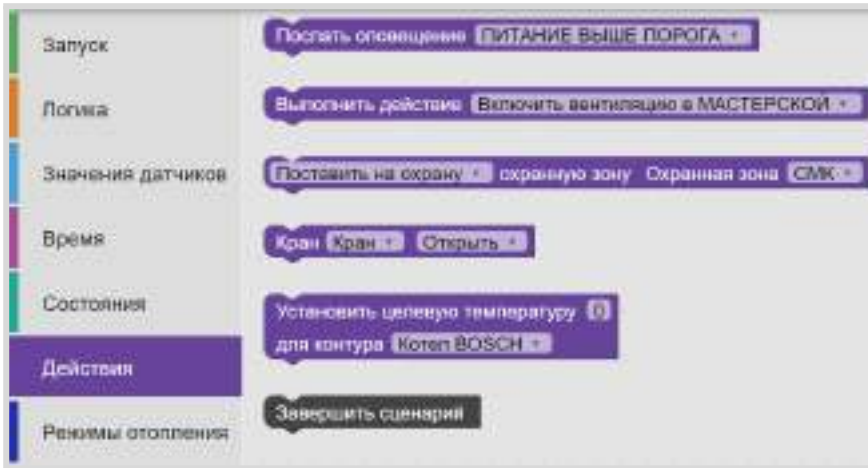 Запуск
Логика
Значения датчиков
Время
Состояния
Действия
Режимы отопления
Послать оповещение ПИТАНИЕ ВЫШЕ ПОРОГА
Выполнить действие Включить вентиляцию в МАСТЕРСКОЙ
Поставить на охрану охранную зону Охранная зона СМК
Кран Кран Открыть
Установить целевую температуру 0
для контура Котел BOSCH
Завершить сценарий